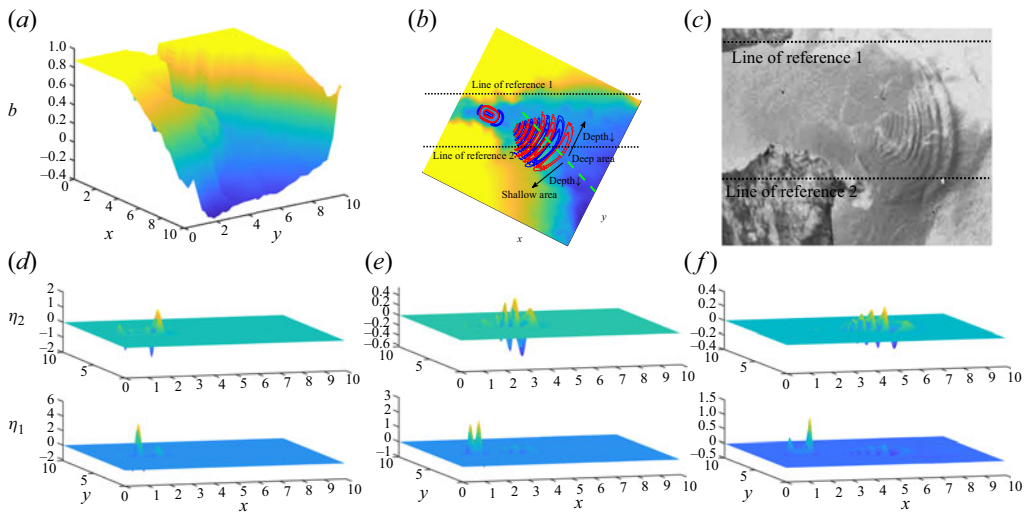 (a)
1.0
0.8
0.6
0.4
0.2
0
−0.2
−0.4
b
0
2
4
6
8
10
x
0
2
4
6
8
10
y
(b)
Line of reference 1
Line of reference 2
Depth↓
Deep area
Depth↓
Shallow area
x
y
(c)
Line of reference 1
Line of reference 2
(d)
η2
2
1
0
−1
−2
10
5
0 1 2 3 4 5 6 7 8 9 10
η1
6
4
2
0
−2
10
5
y
0 1 2 3 4 5 6 7 8 9 10
x
(e)
0.4
0.2
0
−0.2
−0.4
−0.6
10
5
0 1 2 3 4 5 6 7 8 9 10
3
2
1
0
−1
10
5
y
0 1 2 3 4 5 6 7 8 9 10
x
(f)
0.4
0.2
0
−0.2
−0.4
10
5
0 1 2 3 4 5 6 7 8 9 10
1.5
1.0
0.5
0
−0.5
10
5
y
0 1 2 3 4 5 6 7 8 9 10
x